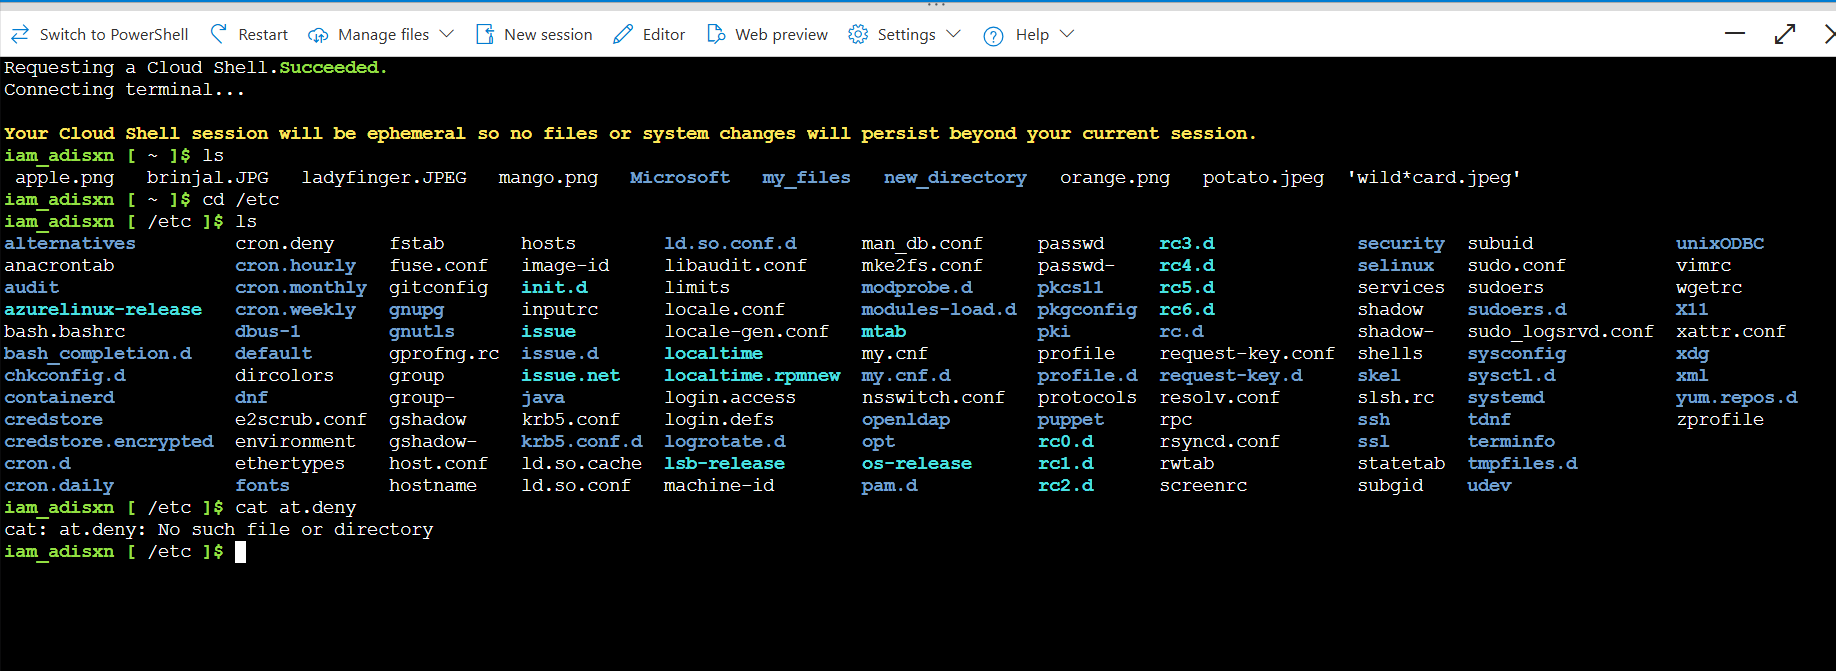 Switch to PowerShell Restart Manage files New session Editor Web preview Settings Help
Requesting a Cloud Shell.Succeeded.
Connecting terminal...
Your Cloud Shell session will be ephemeral so no files or system changes will persist beyond your current session.
iam_adisxn [ ~ ]$ ls
apple.png brinjal.JPG ladyfinger.JPEG mango.png Microsoft my_files new_directory orange.png potato.jpeg 'wild*card.jpeg'
iam_adisxn [ ~ ]$ cd /etc
iam_adisxn [ /etc ]$ ls
alternatives cron.deny fstab hosts ld.so.conf.d man_db.conf passwd rc3.d security subuid unixODBC
anacrontab cron.hourly fuse.conf image-id libaudit.conf mke2fs.conf passwd- rc4.d selinux sudo.conf vimrc
audit cron.monthly gitconfig init.d limits modprobe.d pkcs11 rc5.d services sudoers wgetrc
azurelinux-release cron.weekly gnupg inputrc locale.conf modules-load.d pkgconfig rc6.d shadow sudoers.d X11
bash.bashrc dbus-1 gnutls issue locale-gen.conf mtab pki rc.d shadow- sudo_logsrvd.conf xattr.conf
bash_completion.d default gprofng.rc issue.d localtime my.cnf profile request-key.conf shells sysconfig xdg
chkconfig.d dircolors group issue.net localtime.rpmnew my.cnf.d profile.d request-key.d skel sysctl.d xml
containerd dnf group- java login.access nsswitch.conf protocols resolv.conf slsh.rc systemd yum.repos.d
credstore e2scrub.conf gshadow krb5.conf login.defs openldap puppet rpc ssh tdnf zprofile
credstore.encrypted environment gshadow- krb5.conf.d logrotate.d opt rc0.d rsyncd.conf ssl terminfo
cron.d ethertypes host.conf ld.so.cache lsb-release os-release rc1.d rwtab statetab tmpfiles.d
cron.daily fonts hostname ld.so.conf machine-id pam.d rc2.d screenrc subgid udev
iam_adisxn [ /etc ]$ cat at.deny
cat: at.deny: No such file or directory
iam_adisxn [ /etc ]$